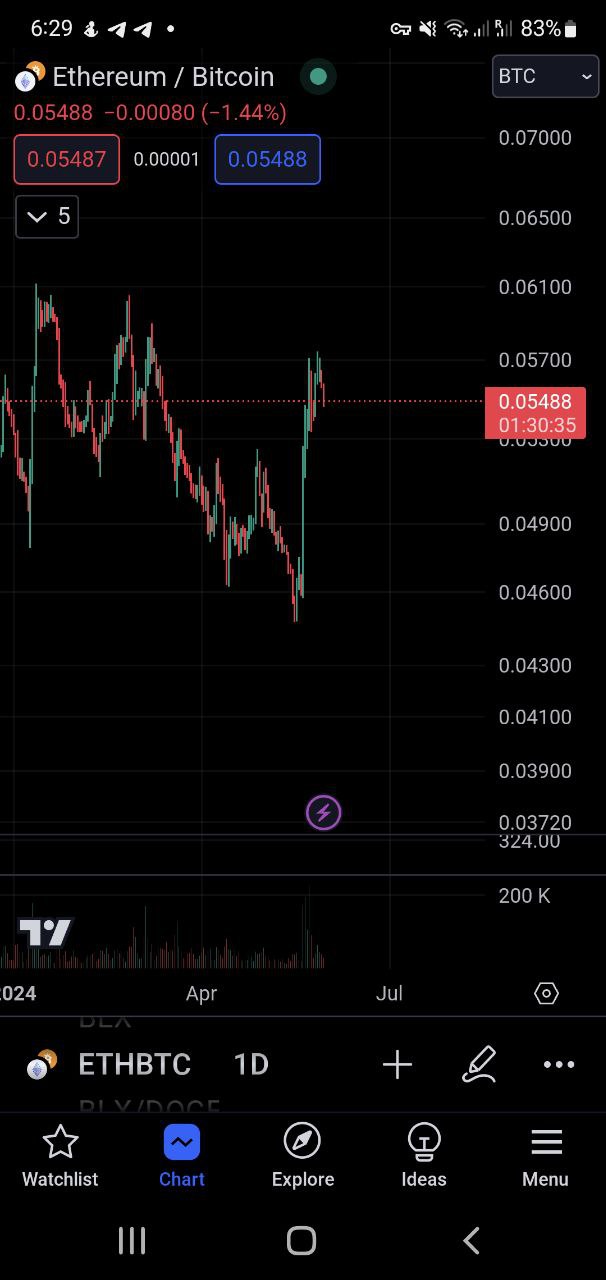 6:29
83%
Ethereum / Bitcoin
BTC
0.05488 −0.00080 (−1.44%)
0.05487 0.00001 0.05488
5
0.07000
0.06500
0.06100
0.05700
0.05488
01:30:35
0.05300
0.04900
0.04600
0.04300
0.04100
0.03900
0.03720
324.00
200 K
2024 Apr Jul
BLX
ETHBTC 1D
BLX/DOGE
Watchlist Chart Explore Ideas Menu